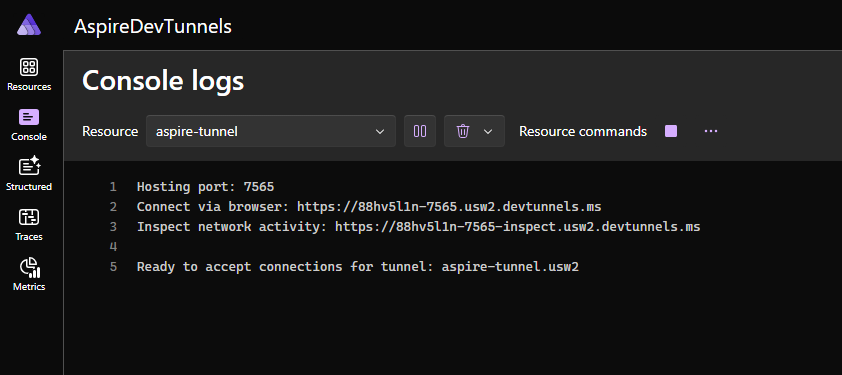 AspireDevTunnels
Resources
Console
Structured
Traces
Metrics
Console logs
Resource aspire-tunnel Resource commands
1 Hosting port: 7565
2 Connect via browser: https://88hv5l1n-7565.usw2.devtunnels.ms
3 Inspect network activity: https://88hv5l1n-7565-inspect.usw2.devtunnels.ms
4
5 Ready to accept connections for tunnel: aspire-tunnel.usw2